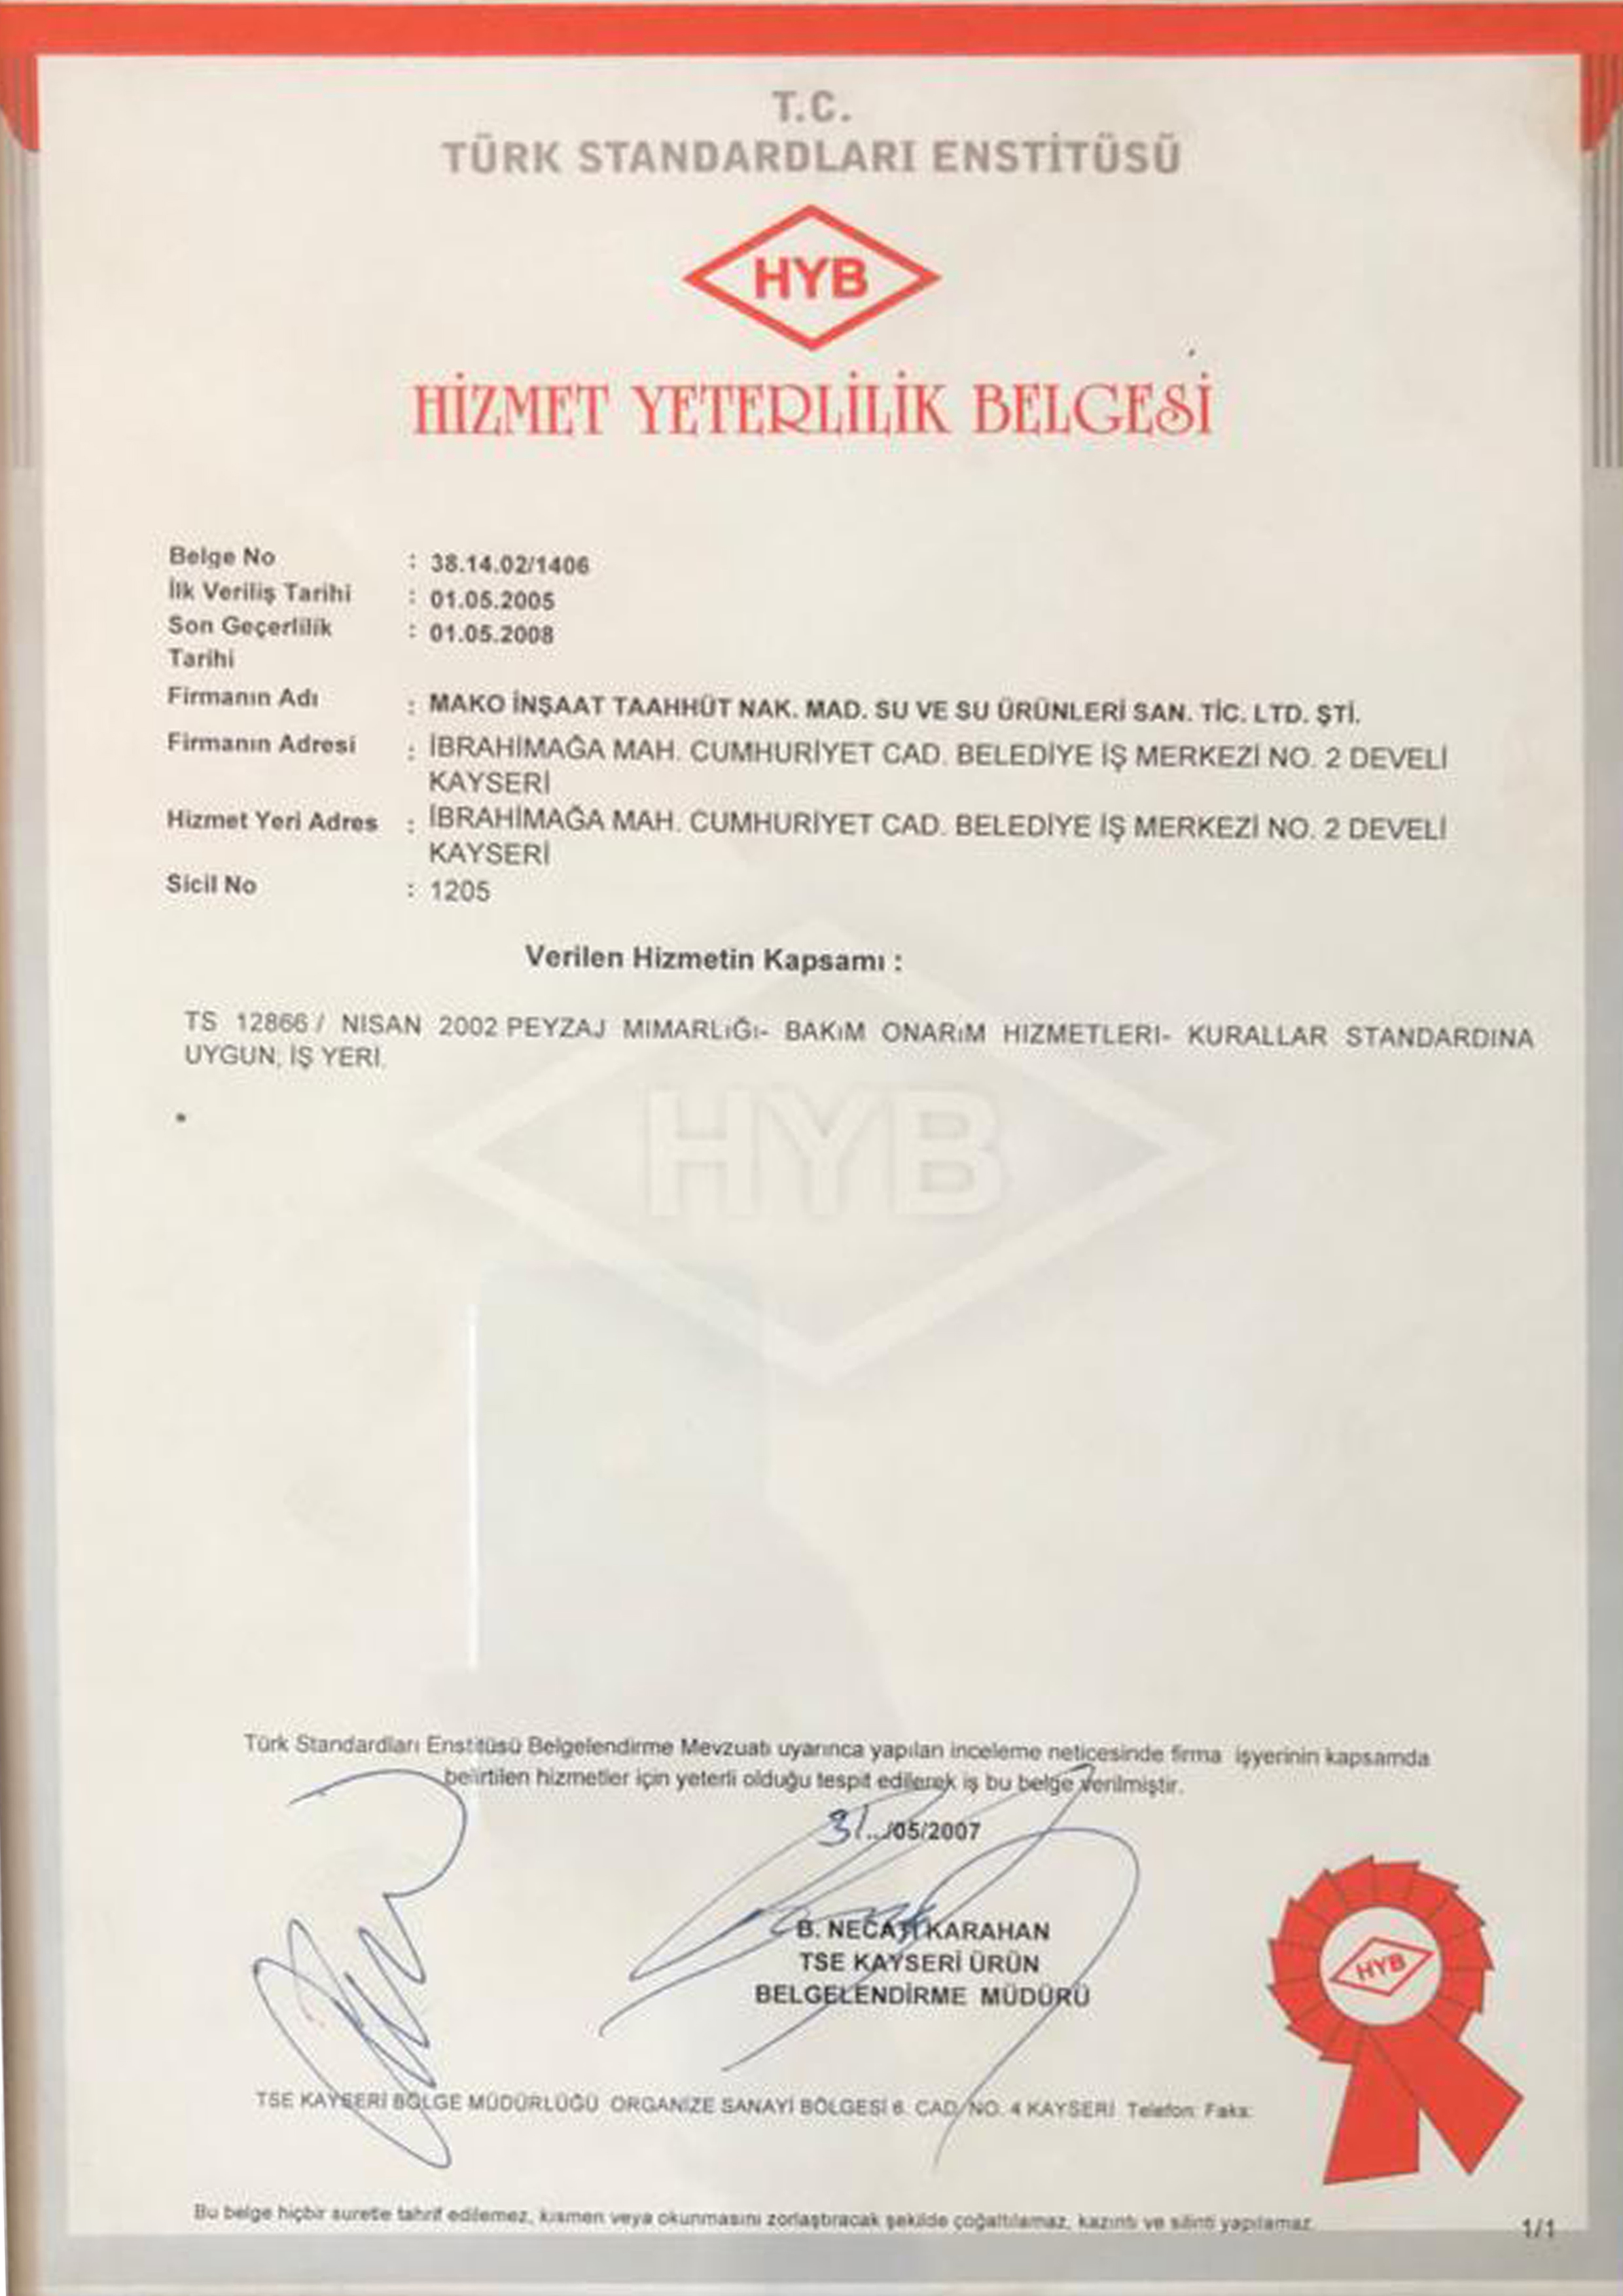 T.C.
TÜRK STANDARDLARI ENSTİTÜSÜ
HYB
HİZMET YETERLİLİK BELGESİ
Belge No : 38.14.02/1406
İlk Veriliş Tarihi : 01.05.2005
Son Geçerlilik : 01.05.2008
Tarihi
Firmanın Adı : MAKO İNŞAAT TAAHHÜT NAK. MAD. SU VE SU ÜRÜNLERİ SAN. TİC. LTD. ŞTİ.
Firmanın Adresi : İBRAHİMAĞA MAH. CUMHURİYET CAD. BELEDİYE İŞ MERKEZİ NO. 2 DEVELİ
KAYSERİ
Hizmet Yeri Adres : İBRAHİMAĞA MAH. CUMHURİYET CAD. BELEDİYE İŞ MERKEZİ NO. 2 DEVELİ
KAYSERİ
Sicil No : 1205
Verilen Hizmetin Kapsamı :
TS 12866 / NISAN 2002 PEYZAJ MIMARLıĞı- BAKıM ONARıM HIZMETLERI- KURALLAR STANDARDINA
UYGUN, İŞ YERİ.
HYB
Türk Standardları Enstitüsü Belgelendirme Mevzuatı uyarınca yapılan inceleme neticesinde firma işyerinin kapsamda
belirtilen hizmetler için yeterli olduğu tespit edilerek iş bu belge verilmiştir.
31../05/2007
B. NECATİ KARAHAN
TSE KAYSERİ ÜRÜN
BELGELENDİRME MÜDÜRÜ
HYB
TSE KAYSERİ BÖLGE MÜDÜRLÜĞÜ ORGANİZE SANAYİ BÖLGESİ 6. CAD. NO. 4 KAYSERİ Telefon: Faks:
Bu belge hiçbir surette tahrif edilemez, kısmen veya okunmasını zorlaştıracak şekilde çoğaltılamaz, kazıntı ve silinti yapılamaz.
1/1